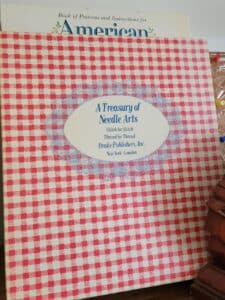 Book of Patterns and Instructions for
American
A Treasury of
Needle Arts
Stitch by Stitch
Thread by Thread
Drake Publishers, Inc.
New York · London